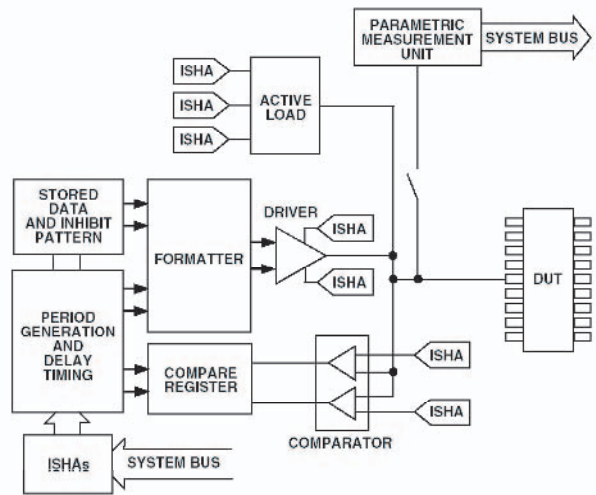 PARAMETRIC
MEASUREMENT
UNIT
SYSTEM BUS
ISHA
ISHA
ISHA
ACTIVE
LOAD
STORED
DATA
AND INHIBIT
PATTERN
FORMATTER
DRIVER
ISHA
ISHA
DUT
PERIOD
GENERATION
AND
DELAY
TIMING
COMPARE
REGISTER
ISHA
ISHA
COMPARATOR
ISHAs
SYSTEM BUS